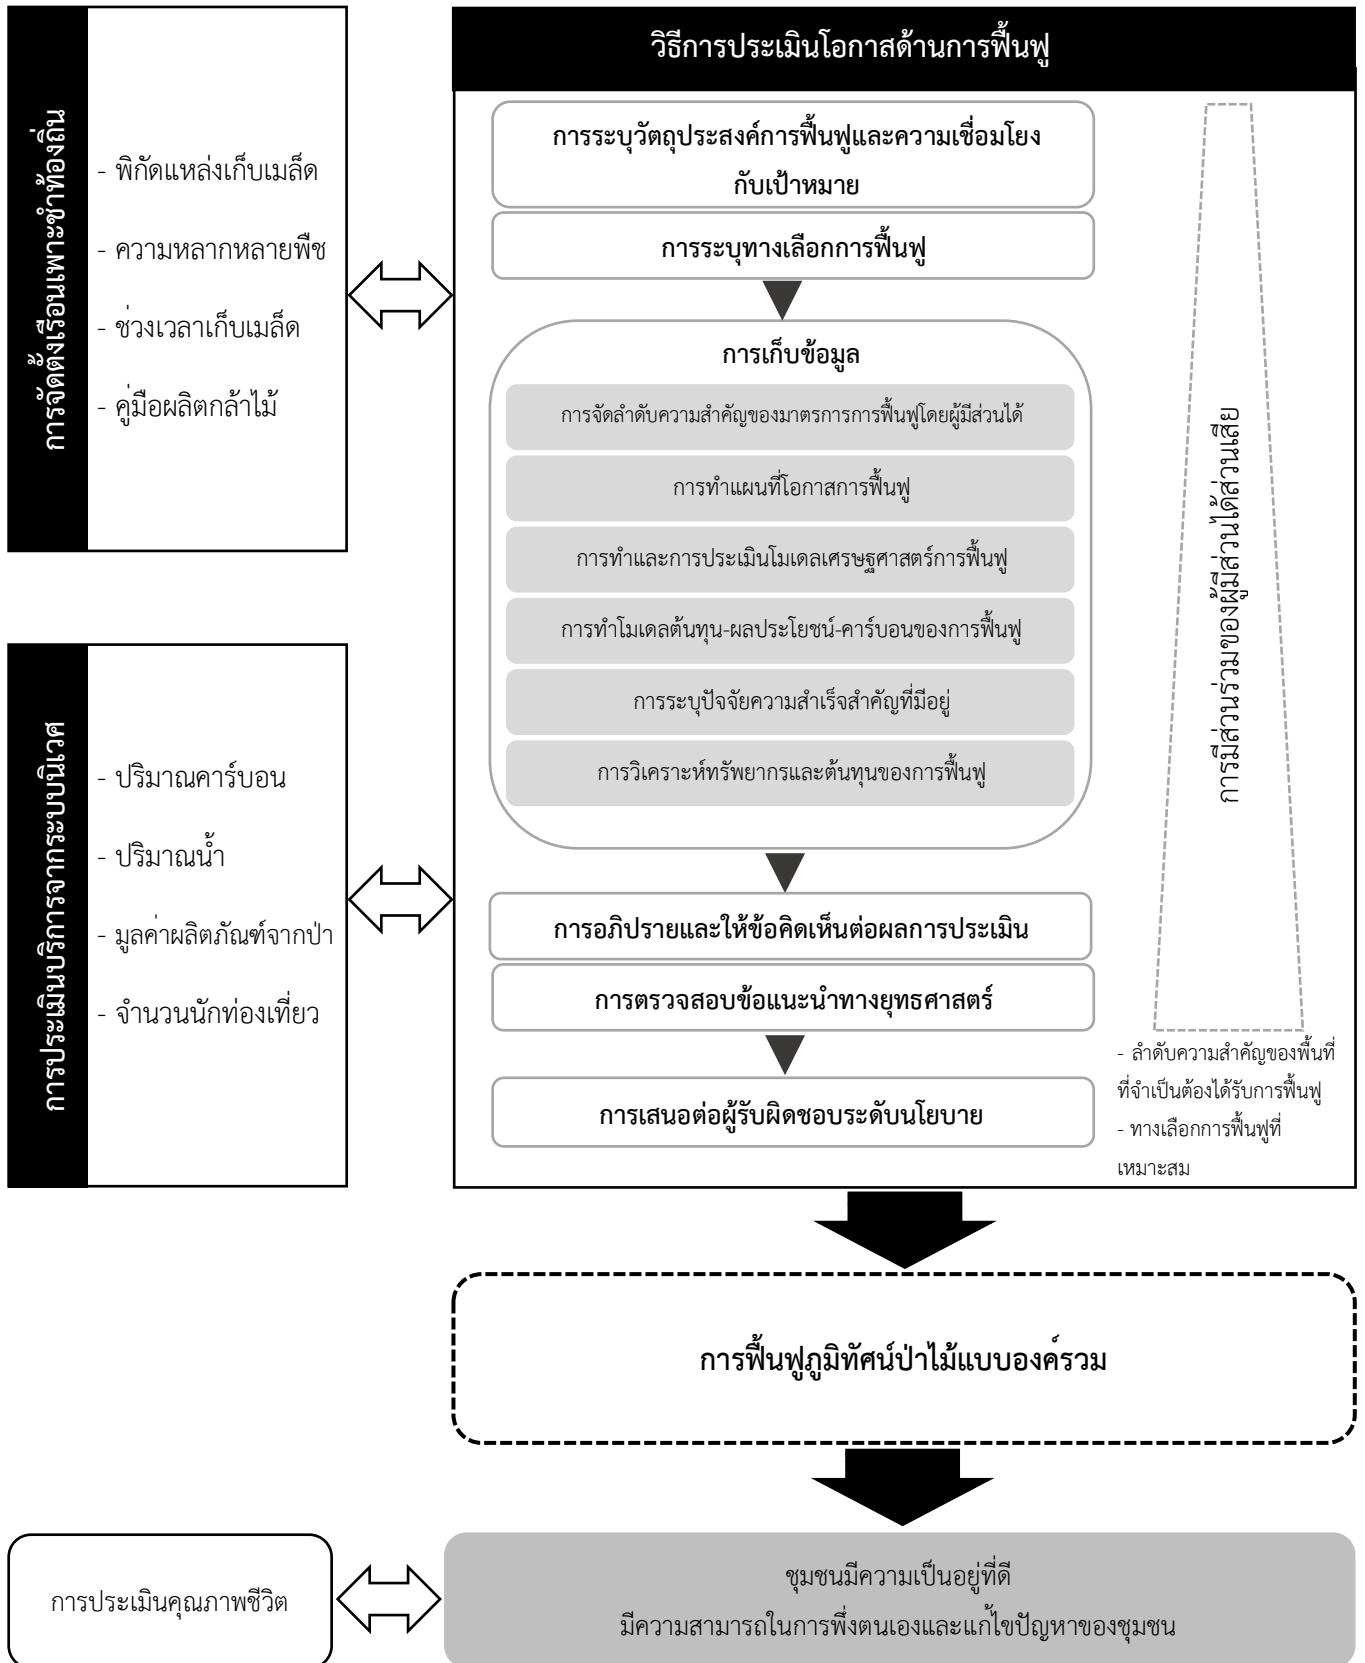 การจัดตั้งเรือนเพาะชำท้องถิ่น
- พิกัดแหล่งเก็บเมล็ด
- ความหลากหลายพืช
- ช่วงเวลาเก็บเมล็ด
- คู่มือผลิตกล้าไม้
การประเมินบริการจากระบบนิเวศ
- ปริมาณคาร์บอน
- ปริมาณน้ำ
- มูลค่าผลิตภัณฑ์จากป่า
- จำนวนนักท่องเที่ยว
วิธีการประเมินโอกาสด้านการฟื้นฟู
การระบุวัตถุประสงค์การฟื้นฟูและความเชื่อมโยง
กับเป้าหมาย
การระบุทางเลือกการฟื้นฟู
การเก็บข้อมูล
การจัดลำดับความสำคัญของมาตรการการฟื้นฟูโดยผู้มีส่วนได้
การทำแผนที่โอกาสการฟื้นฟู
การทำและการประเมินโมเดลเศรษฐศาสตร์การฟื้นฟู
การทำโมเดลต้นทุน-ผลประโยชน์-คาร์บอนของการฟื้นฟู
การระบุปัจจัยความสำเร็จสำคัญที่มีอยู่
การวิเคราะห์ทรัพยากรและต้นทุนของการฟื้นฟู
การอภิปรายและให้ข้อคิดเห็นต่อผลการประเมิน
การตรวจสอบข้อแนะนำทางยุทธศาสตร์
การเสนอต่อผู้รับผิดชอบระดับนโยบาย
การมีส่วนร่วมของผู้มีส่วนได้ส่วนเสีย
- ลำดับความสำคัญของพื้นที่
ที่จำเป็นต้องได้รับการฟื้นฟู
- ทางเลือกการฟื้นฟูที่
เหมาะสม
การฟื้นฟูภูมิทัศน์ป่าไม้แบบองค์รวม
การประเมินคุณภาพชีวิต
ชุมชนมีความเป็นอยู่ที่ดี
มีความสามารถในการพึ่งตนเองและแก้ไขปัญหาของชุมชน